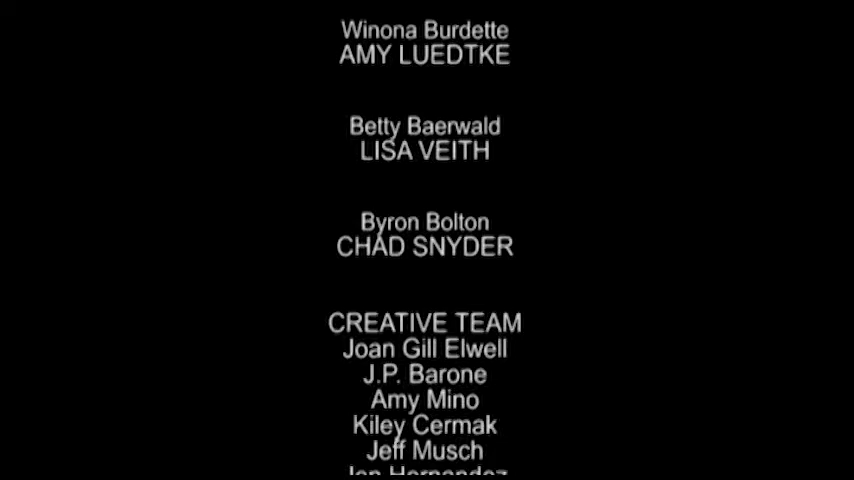 Winona Burdette
AMY LUEDTKE
Betty Baerwald
LISA VEITH
Byron Bolton
CHAD SNYDER
CREATIVE TEAM
Joan Gill Elwell
J.P. Barone
Amy Mino
Kiley Cermak
Jeff Musch
Hernandez